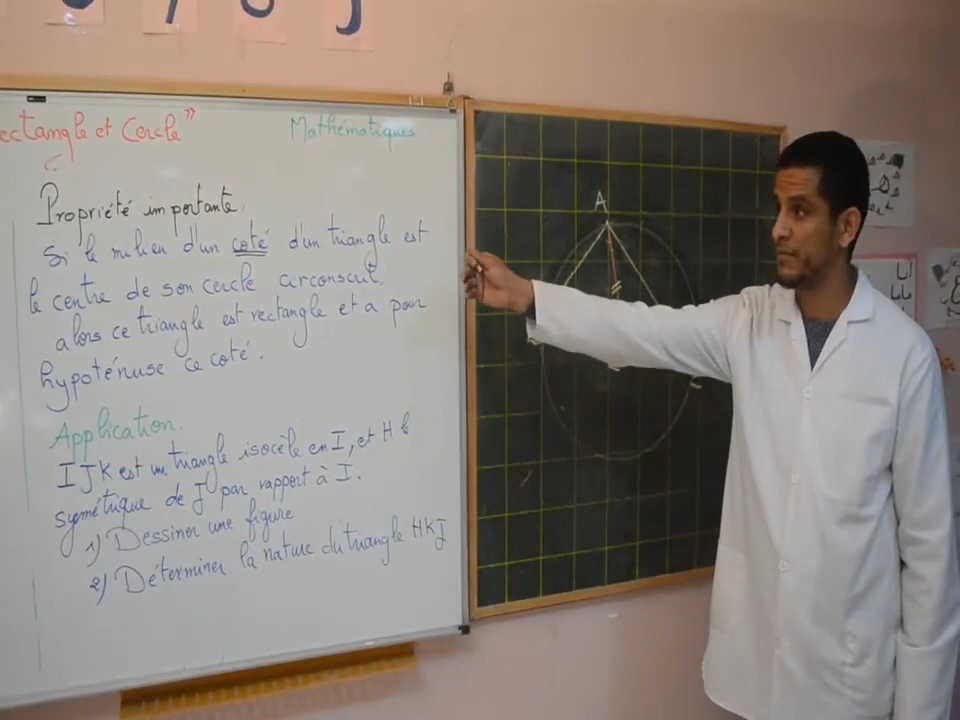 ectangle et Cercle"
Mathématiques
Propriété importante.
Si le milieu d'un coté d'un triangle est
le centre de son cercle circonscrit,
alors ce triangle est rectangle et a pour
hypoténuse ce coté.
Application.
IJK est un triangle isocèle en I, et H le
symétrique de J par rapport à I.
1) Dessiner une figure
2) Déterminer la nature du triangle HKJ
A